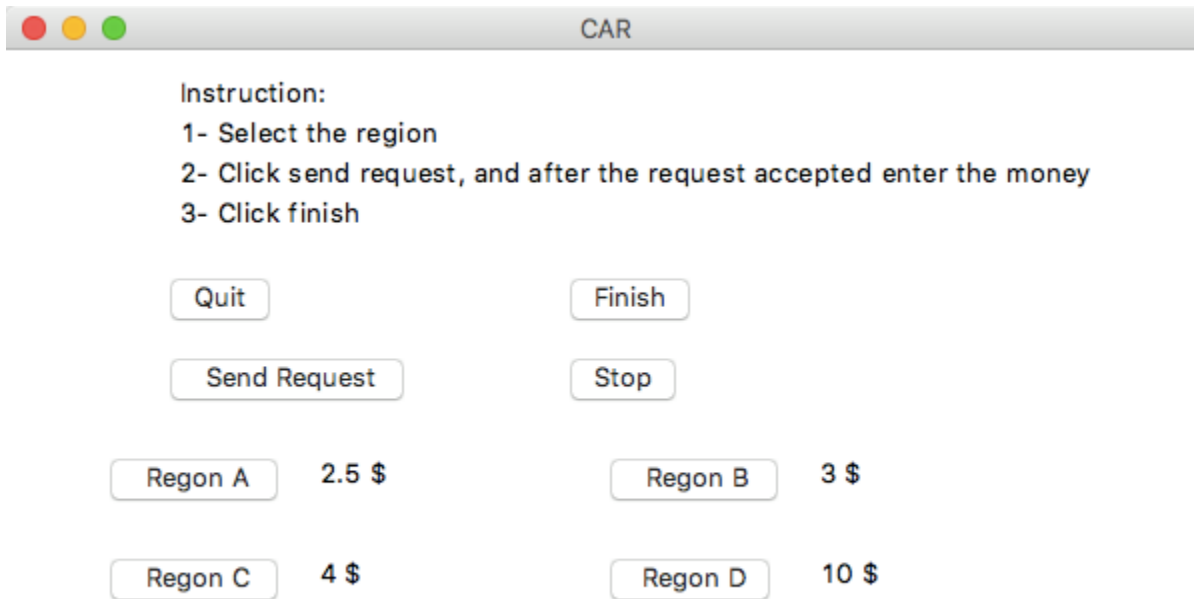 CAR
Instruction:
1- Select the region
2- Click send request, and after the request accepted enter the money
3- Click finish
Quit Finish
Send Request Stop
Regon A 2.5 $ Regon B 3 $
Regon C 4 $ Regon D 10 $